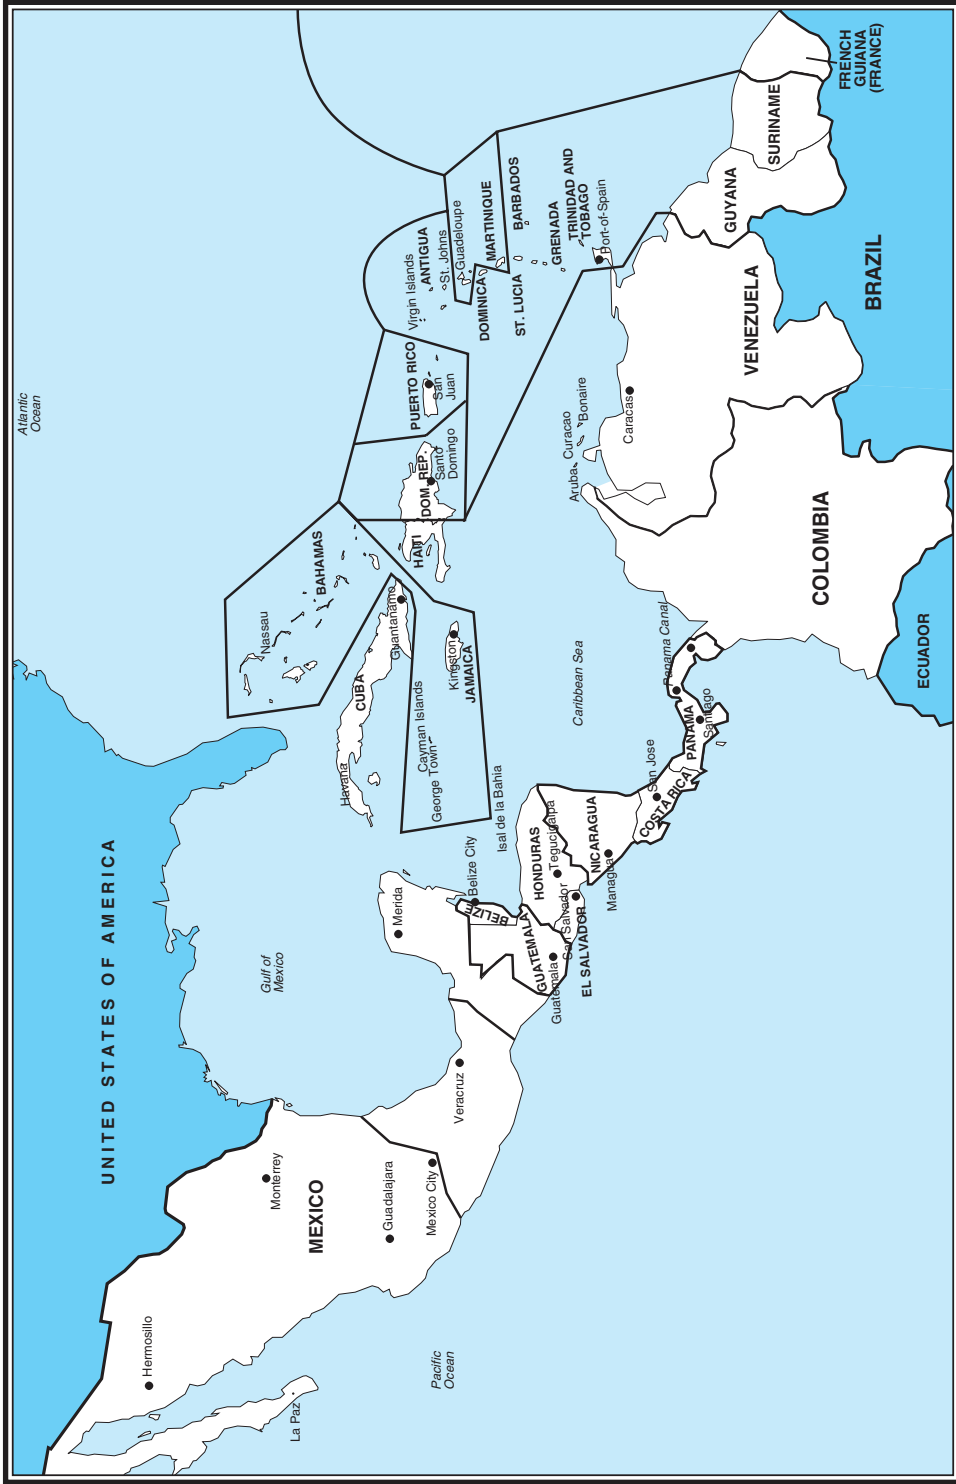 UNITED STATES OF AMERICA
Atlantic
Ocean
Gulf of
Mexico
Hermosillo
La Paz
Monterrey
MEXICO
Guadalajara
Mexico City
Veracruz
Merida
Pacific
Ocean
Nassau
BAHAMAS
Havana
CUBA
Guantanamo
Cayman Islands
George Town
Kingston
JAMAICA
HAITI
DOM. REP.
Santo
Domingo
PUERTO RICO
San
Juan
Virgin Islands
ANTIGUA
St. Johns
Guadeloupe
DOMINICA
MARTINIQUE
ST. LUCIA
BARBADOS
GRENADA
TRINIDAD AND
TOBAGO
Port-of-Spain
Isal de la Bahia
Belize City
BELIZE
GUATEMALA
Guatemala
HONDURAS
Tegucigalpa
San Salvador
EL SALVADOR
NICARAGUA
Managua
San Jose
COSTA RICA
PANAMA
Santiago
Panama Canal
Caribbean Sea
Aruba
Curacao
Bonaire
Caracas
VENEZUELA
COLOMBIA
ECUADOR
BRAZIL
GUYANA
SURINAME
FRENCH
GUIANA
(FRANCE)